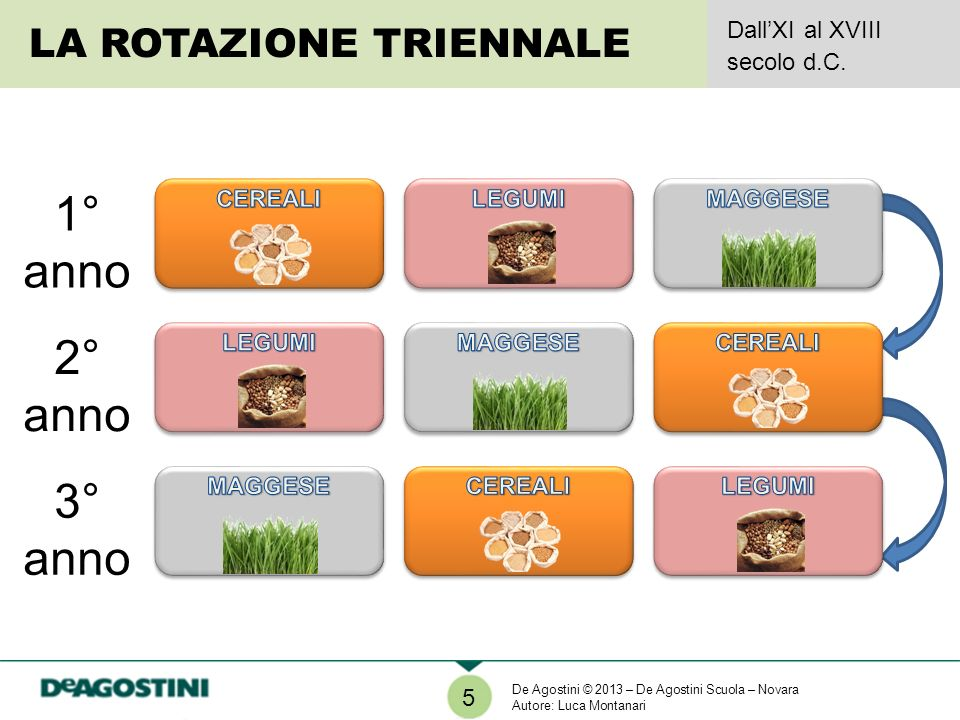 LA ROTAZIONE TRIENNALE
Dall’XI al XVIII
secolo d.C.
1°
anno
CEREALI
LEGUMI
MAGGESE
2°
anno
LEGUMI
MAGGESE
CEREALI
3°
anno
MAGGESE
CEREALI
LEGUMI
DeAGOSTINI
5
De Agostini © 2013 – De Agostini Scuola – Novara
Autore: Luca Montanari